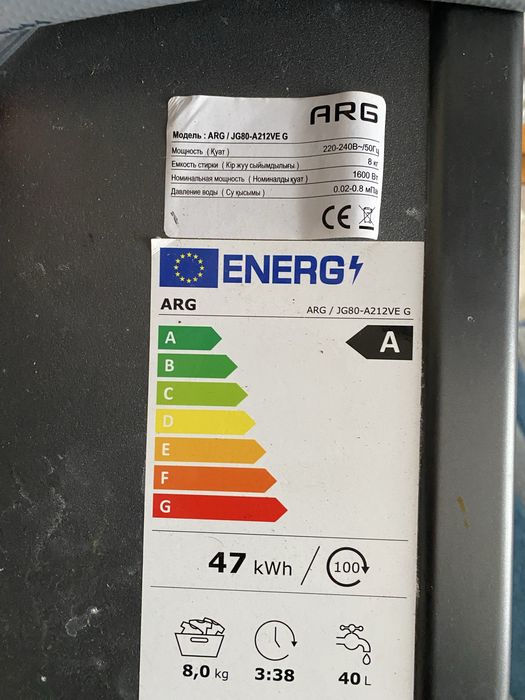 ARG
Модель : ARG / JG80-A212VE G
Мощность ( Қуат) 220-240В~/50Гц
Емкость стирки ( Кір жуу сыйымдылығы) 8 кг
Номинальная мощность ( Номиналды қуат) 1600 Вт
Давление воды ( Су қысымы) 0.02-0.8 мПа
CE
ENERG
ARG ARG / JG80-A212VE G
A A
B
C
D
E
F
G
47 kWh / 100
8,0 kg 3:38 40 L